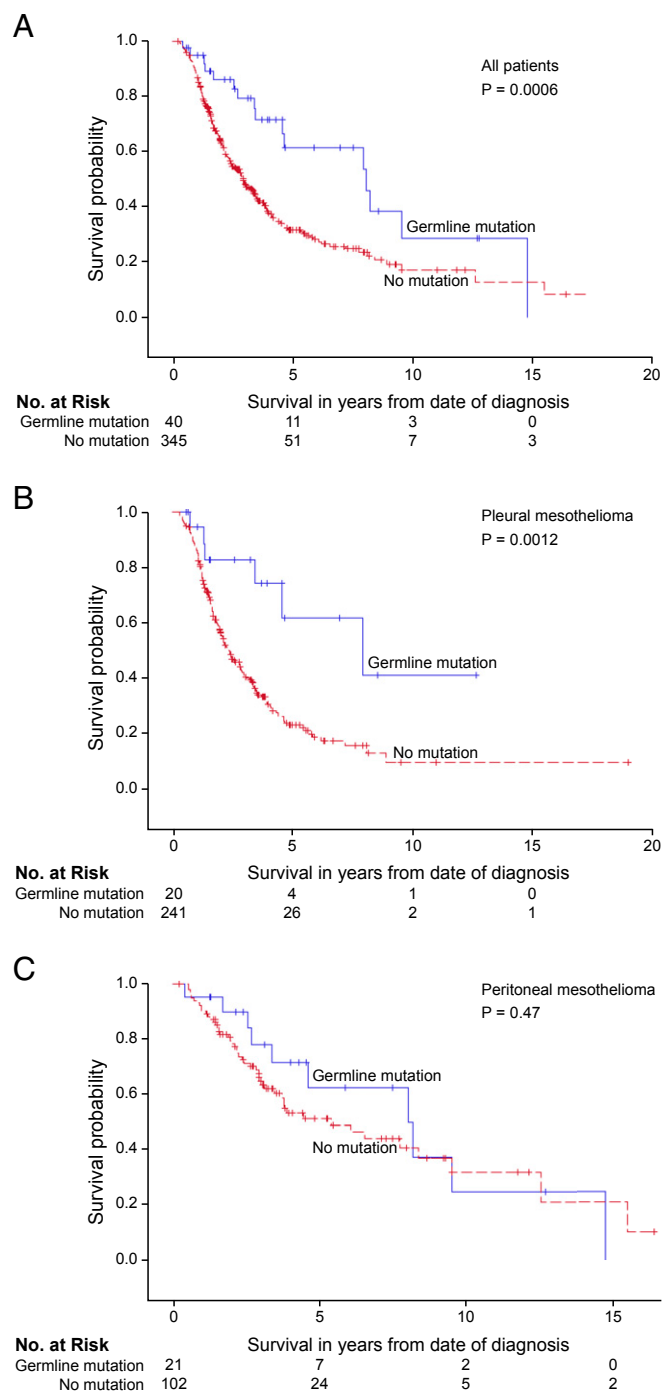 A
1.0
0.8
0.6
0.4
0.2
0.0
Survival probability
All patients
P = 0.0006
Germline mutation
No mutation
0 5 10 15 20
No. at Risk Survival in years from date of diagnosis
Germline mutation 40 11 3 0
No mutation 345 51 7 3
B
1.0
0.8
0.6
0.4
0.2
0.0
Survival probability
Pleural mesothelioma
P = 0.0012
Germline mutation
No mutation
0 5 10 15 20
No. at Risk Survival in years from date of diagnosis
Germline mutation 20 4 1 0
No mutation 241 26 2 1
C
1.0
0.8
0.6
0.4
0.2
0.0
Survival probability
Peritoneal mesothelioma
P = 0.47
Germline mutation
No mutation
0 5 10 15
No. at Risk Survival in years from date of diagnosis
Germline mutation 21 7 2 0
No mutation 102 24 5 2